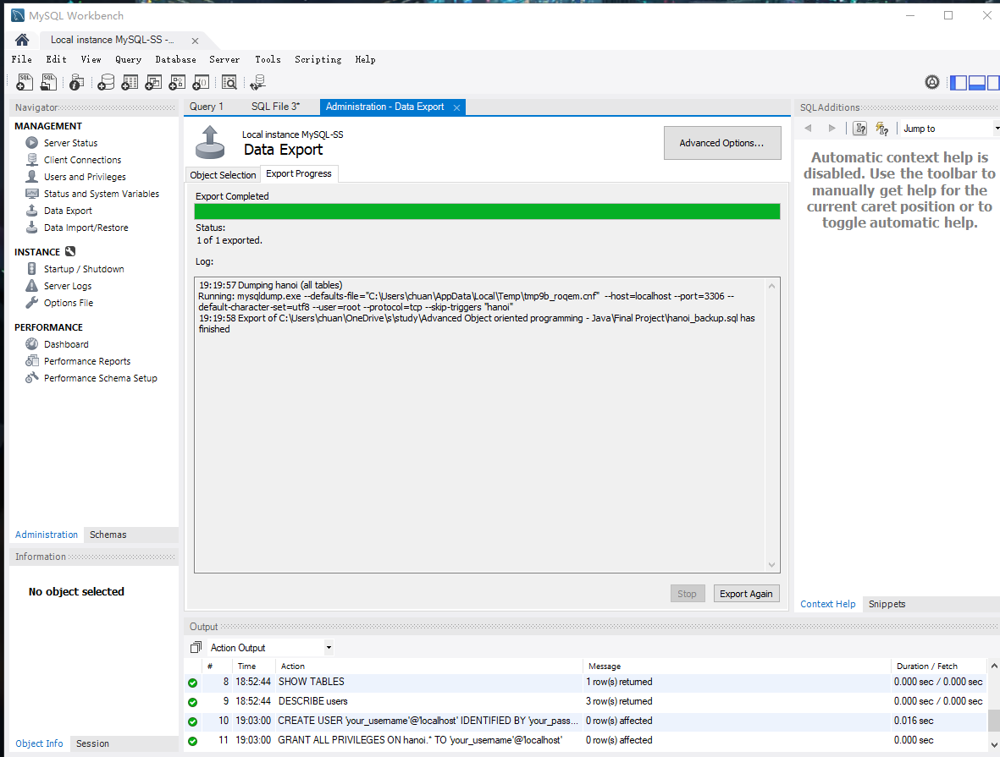 MySQL Workbench
Local instance MySQL-SS -...
File Edit View Query Database Server Tools Scripting Help
Navigator
MANAGEMENT
Server Status
Client Connections
Users and Privileges
Status and System Variables
Data Export
Data Import/Restore
INSTANCE
Startup / Shutdown
Server Logs
Options File
PERFORMANCE
Dashboard
Performance Reports
Performance Schema Setup
Administration Schemas
Information
No object selected
Object Info Session
Query 1 SQL File 3* Administration - Data Export
Local instance MySQL-SS
Data Export
Advanced Options...
Object Selection Export Progress
Export Completed
Status:
1 of 1 exported.
Log:
19:19:57 Dumping hanoi (all tables)
Running: mysqldump.exe --defaults-file="C:\Users\chuan\AppData\Local\Temp\tmp9b_roqem.cnf" --host=localhost --port=3306 --
default-character-set=utf8 --user=root --protocol=tcp --skip-triggers "hanoi"
19:19:58 Export of C:\Users\chuan\OneDrive\s\study\Advanced Object oriented programming - Java\Final Project\hanoi_backup.sql has
finished
Stop Export Again
SQLAdditions
Jump to
Automatic context help is
disabled. Use the toolbar to
manually get help for the
current caret position or to
toggle automatic help.
Context Help Snippets
Output
Action Output
# Time Action Message Duration / Fetch
8 18:52:44 SHOW TABLES 1 row(s) returned 0.000 sec / 0.000 sec
9 18:52:44 DESCRIBE users 3 row(s) returned 0.000 sec / 0.000 sec
10 19:03:00 CREATE USER 'your_username'@'localhost' IDENTIFIED BY 'your_pass... 0 row(s) affected 0.016 sec
11 19:03:00 GRANT ALL PRIVILEGES ON hanoi.* TO 'your_username'@'localhost' 0 row(s) affected 0.000 sec